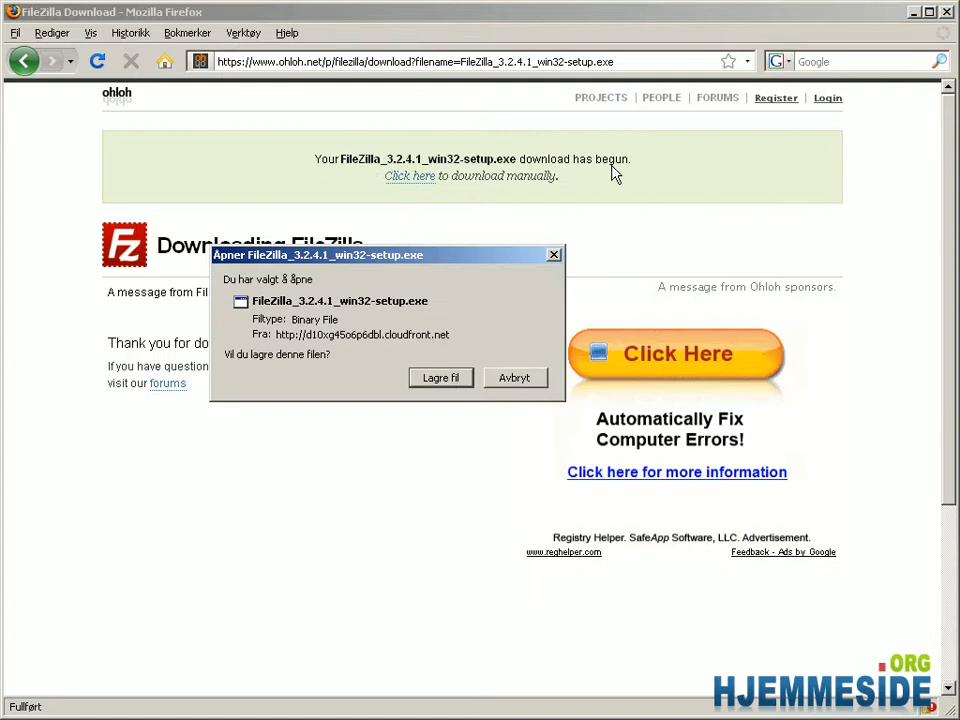 FileZilla Download - Mozilla Firefox
Fil Rediger Vis Historikk Bokmerker Verktøy Hjelp
https://www.ohloh.net/p/filezilla/download?filename=FileZilla_3.2.4.1_win32-setup.exe
G Google
ohloh
PROJECTS | PEOPLE | FORUMS | Register | Login
Your FileZilla_3.2.4.1_win32-setup.exe download has begun.
Click here to download manually.
FZ Downloading FileZilla
Åpner FileZilla_3.2.4.1_win32-setup.exe
Du har valgt å åpne
FileZilla_3.2.4.1_win32-setup.exe
Filtype: Binary File
Fra: http://d10xg45o6p6dbl.cloudfront.net
Vil du lagre denne filen?
Lagre fil Avbryt
A message from Fil
Thank you for do
If you have question
visit our forums
A message from Ohloh sponsors.
Click Here
Automatically Fix
Computer Errors!
Click here for more information
Registry Helper. SafeApp Software, LLC. Advertisement.
www.reghelper.com Feedback - Ads by Google
.ORG
HJEMMESIDE
Fullført